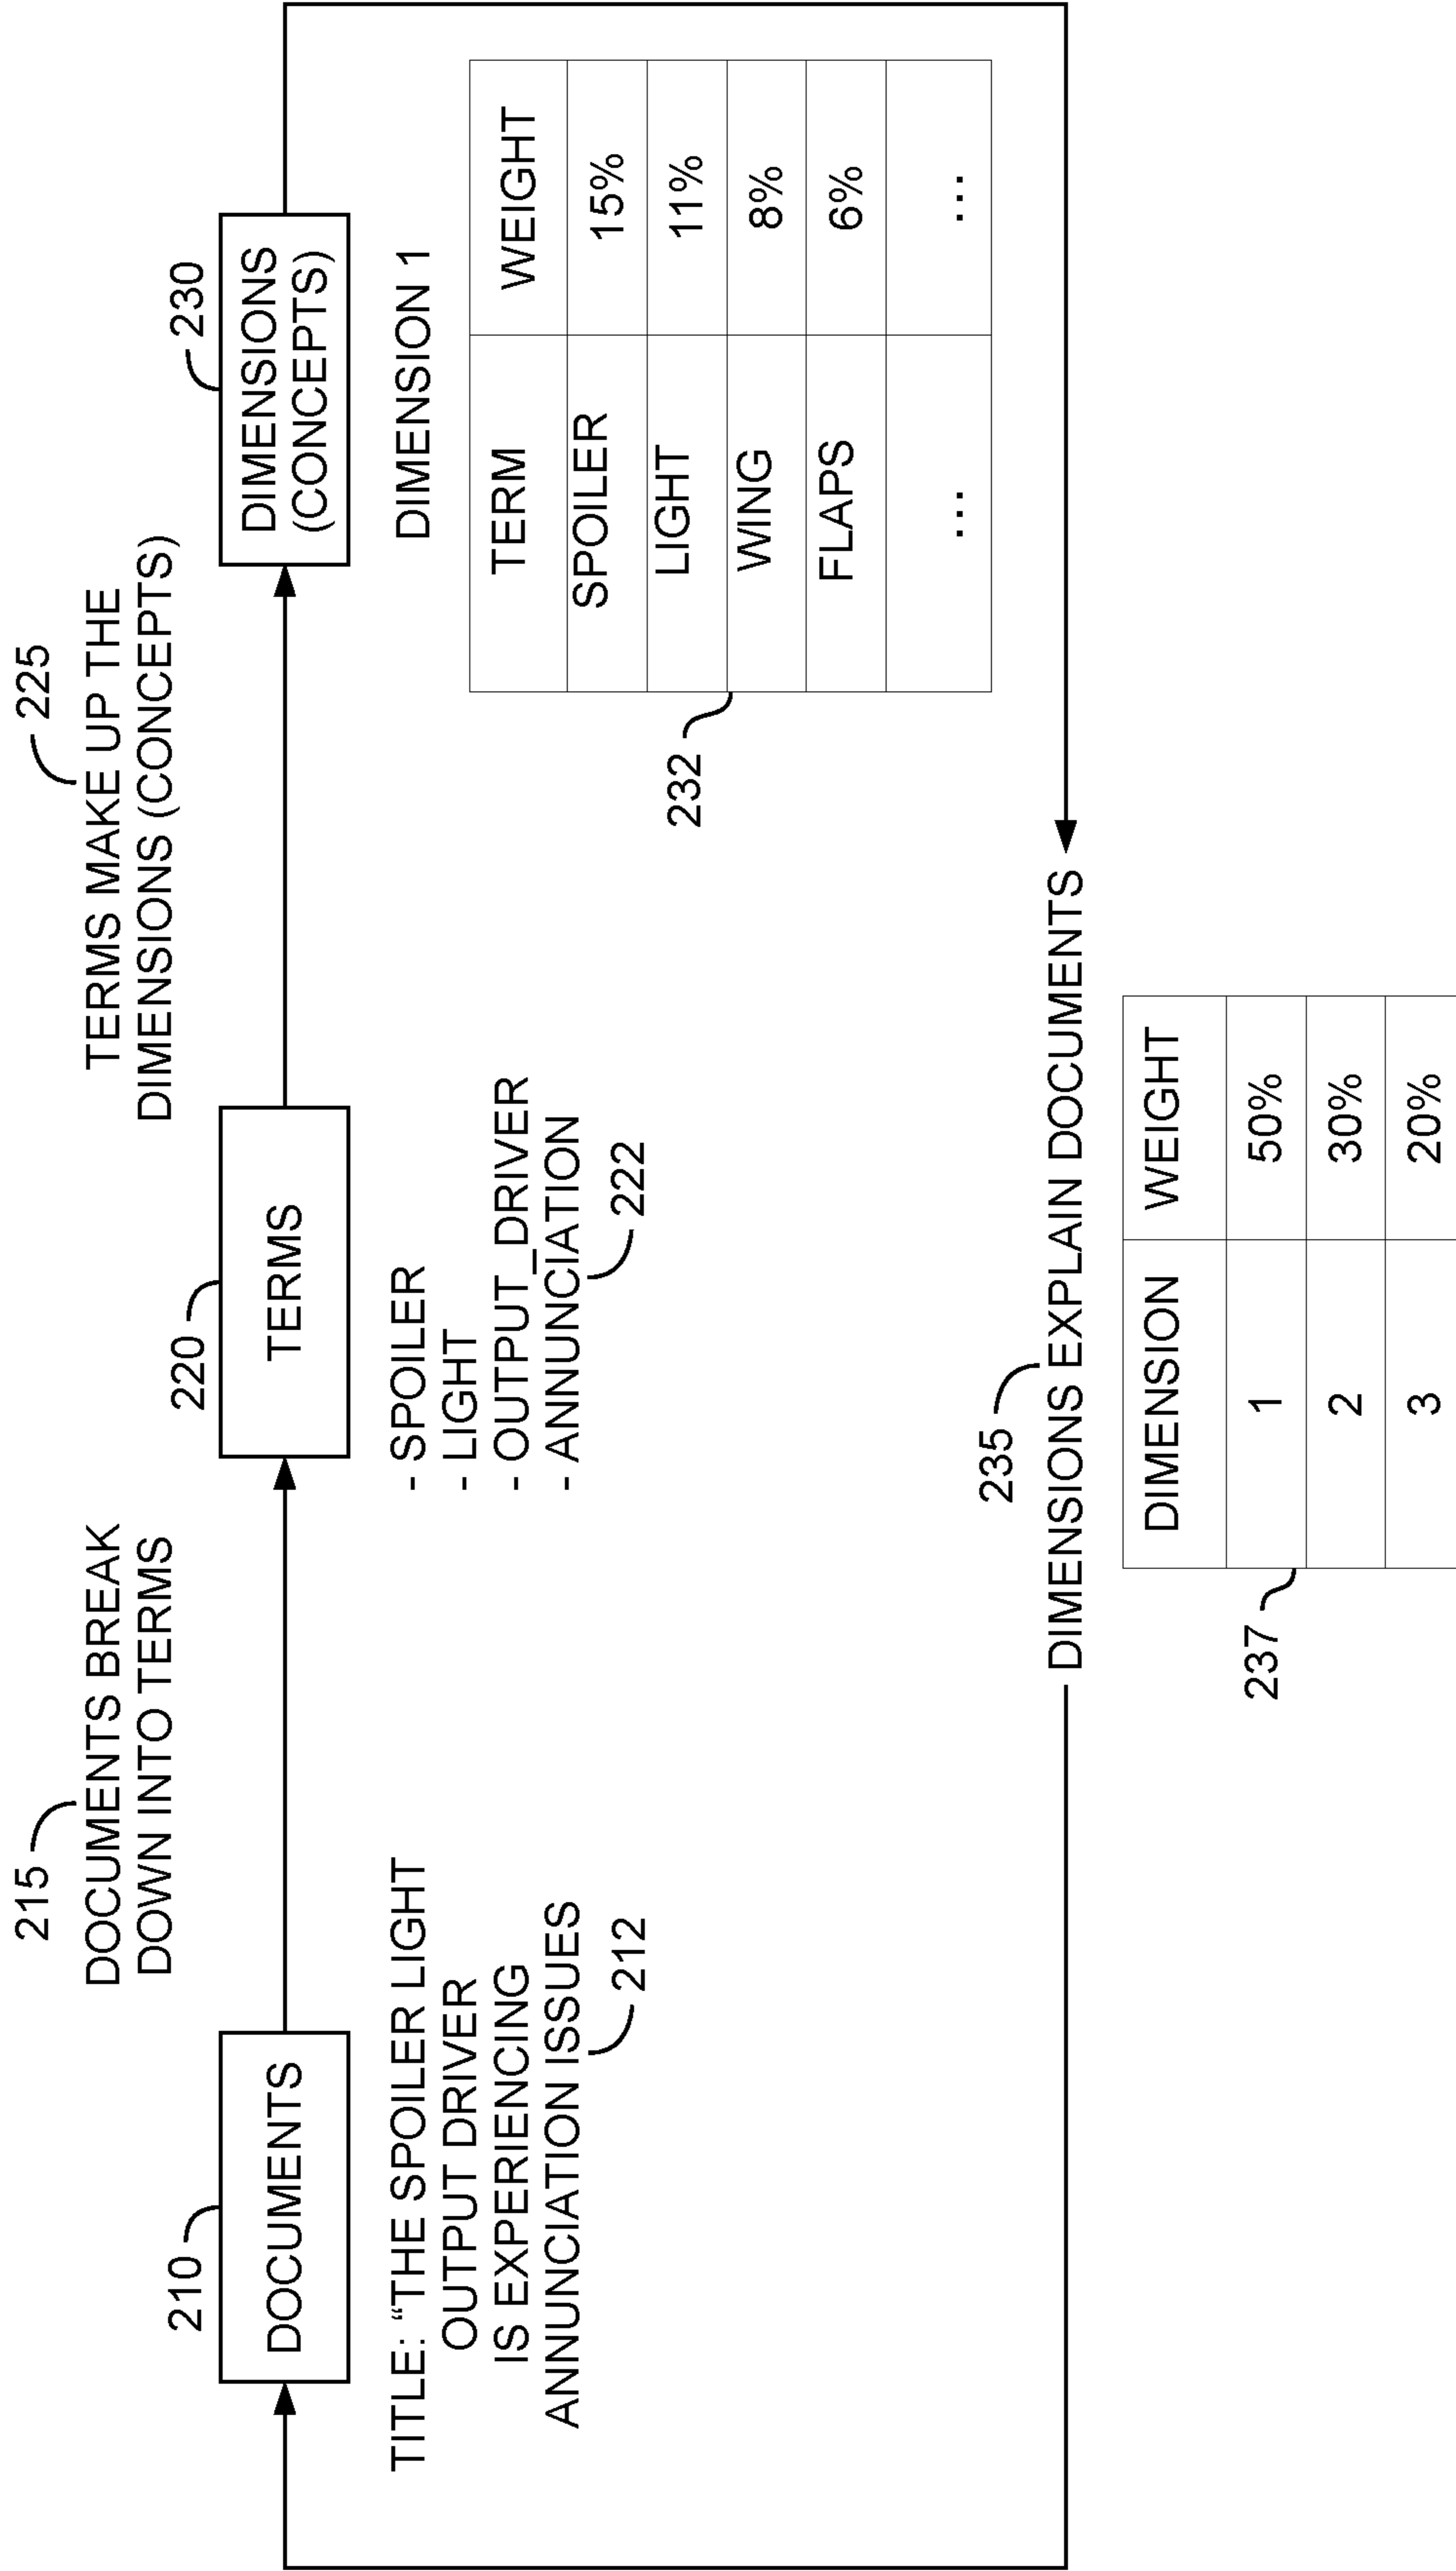 215
DOCUMENTS BREAK
DOWN INTO TERMS
225
TERMS MAKE UP THE
DIMENSIONS (CONCEPTS)
210
DOCUMENTS
220
TERMS
230
DIMENSIONS
(CONCEPTS)
TITLE: “THE SPOILER LIGHT
OUTPUT DRIVER
IS EXPERIENCING
ANNUNCIATION ISSUES
212
- SPOILER
- LIGHT
- OUTPUT_DRIVER
- ANNUNCIATION
222
DIMENSION 1
TERM WEIGHT
SPOILER 15%
LIGHT 11%
WING 8%
FLAPS 6%
... ...
232
235
DIMENSIONS EXPLAIN DOCUMENTS
DIMENSION WEIGHT
1 50%
2 30%
3 20%
237